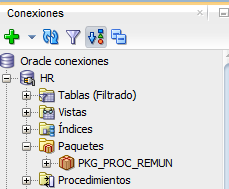 Conexiones
Oracle conexiones
HR
Tablas (Filtrado)
Vistas
Índices
Paquetes
PKG_PROC_REMUN
Procedimientos